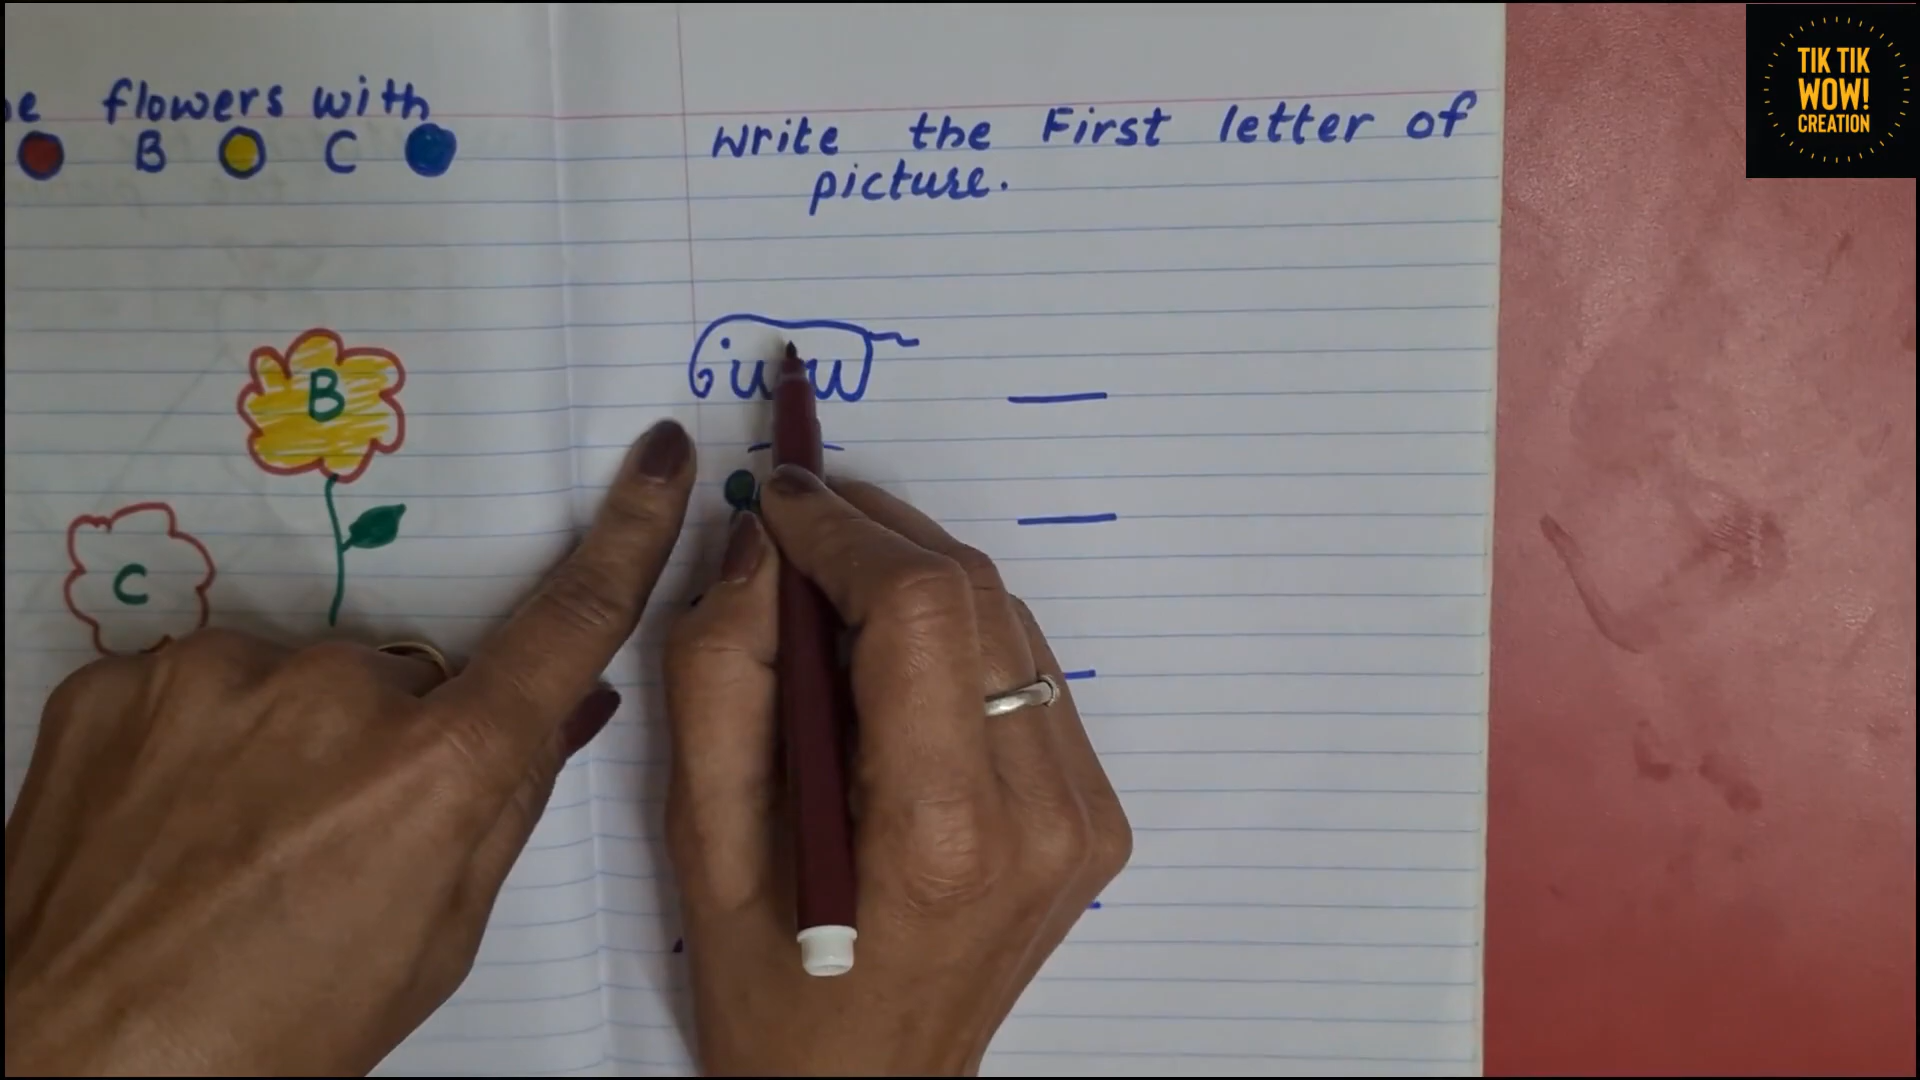 flowers with
B C
Write the First letter of
picture.
B
C
TIK TIK
WOW!
CREATION